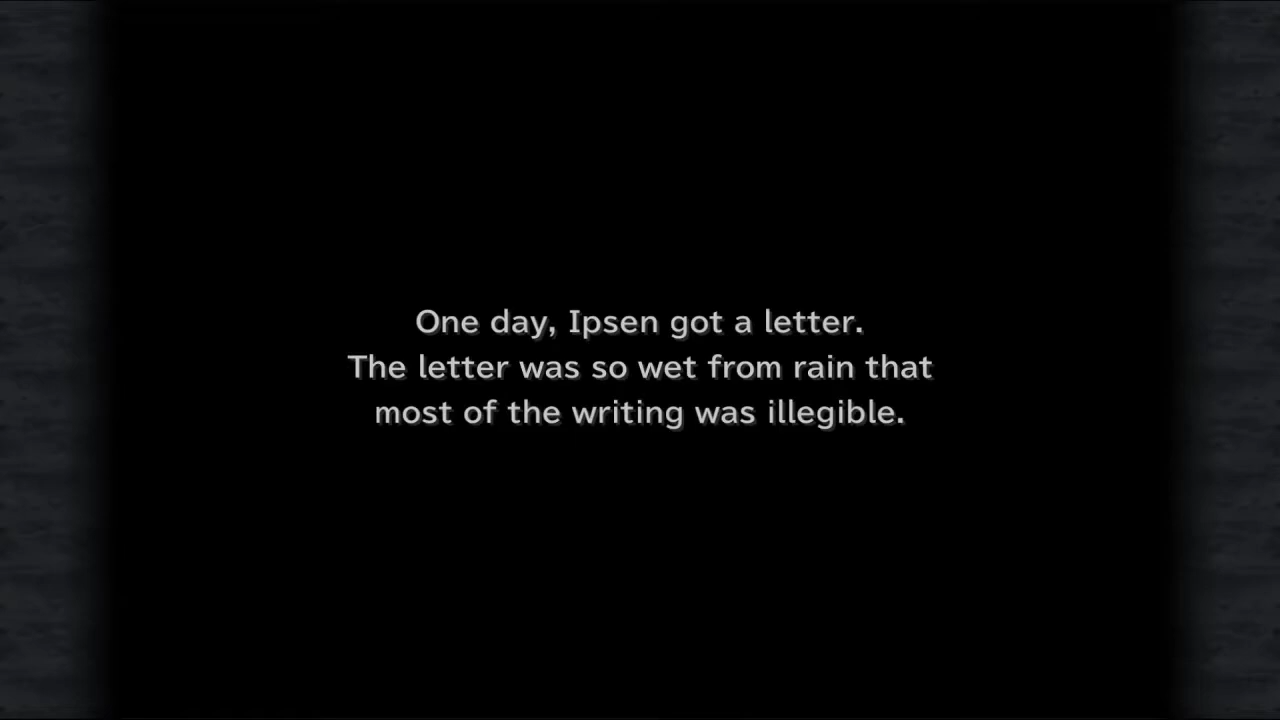 One day, Ipsen got a letter.
The letter was so wet from rain that
most of the writing was illegible.